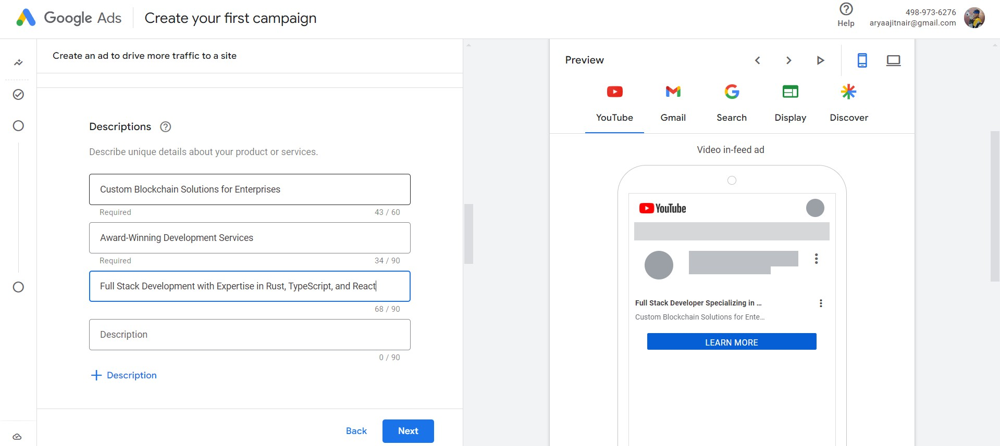 Google Ads
Create your first campaign
Help
498-973-6276
aryaajitnair@gmail.com
Create an ad to drive more traffic to a site
Descriptions
Describe unique details about your product or services.
Custom Blockchain Solutions for Enterprises
Required
43 / 60
Award-Winning Development Services
Required
34 / 90
Full Stack Development with Expertise in Rust, TypeScript, and React
68 / 90
Description
0 / 90
Description
Back
Next
Preview
YouTube
Gmail
Search
Display
Discover
Video in-feed ad
YouTube
Full Stack Developer Specializing in ...
Custom Blockchain Solutions for Ente...
LEARN MORE